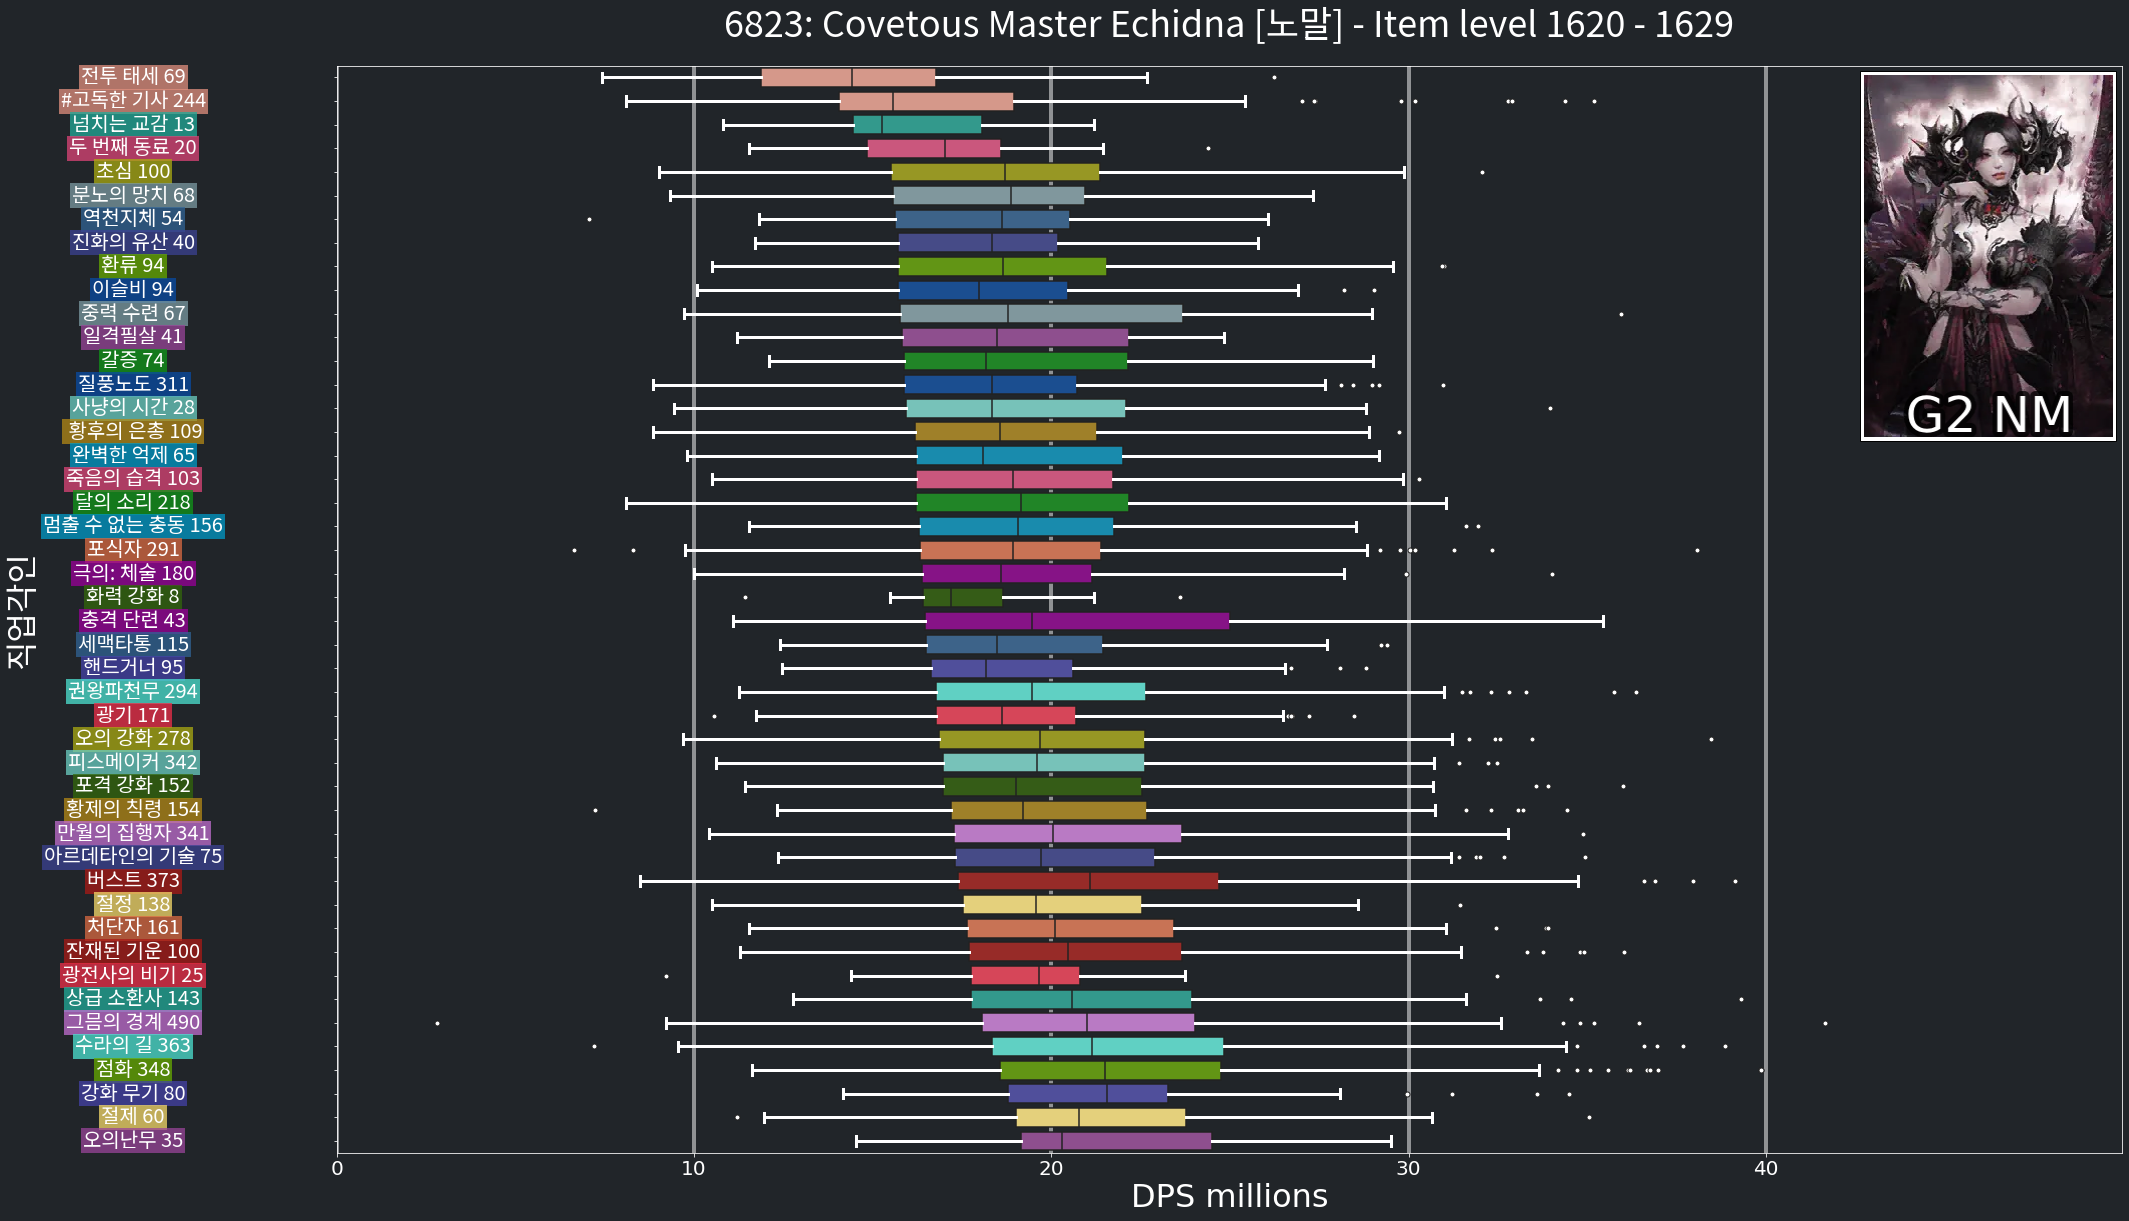 6823: Covetous Master Echidna [노말] - Item level 1620 - 1629
전투 태세 69
#고독한 기사 244
넘치는 교감 13
두 번째 동료 20
초심 100
분노의 망치 68
역천지체 54
진화의 유산 40
환류 94
이슬비 94
중력 수련 67
일격필살 41
갈증 74
질풍노도 311
사냥의 시간 28
황후의 은총 109
완벽한 억제 65
죽음의 습격 103
달의 소리 218
멈출 수 없는 충동 156
포식자 291
극의: 체술 180
화력 강화 8
충격 단련 43
세맥타통 115
핸드거너 95
권왕파천무 294
광기 171
오의 강화 278
피스메이커 342
포격 강화 152
황제의 칙령 154
만월의 집행자 341
아르데타인의 기술 75
버스트 373
절정 138
처단자 161
잔재된 기운 100
광전사의 비기 25
상급 소환사 143
그믐의 경계 490
수라의 길 363
점화 348
강화 무기 80
절제 60
오의난무 35
직업각인
G2 NM
0 10 20 30 40
DPS millions